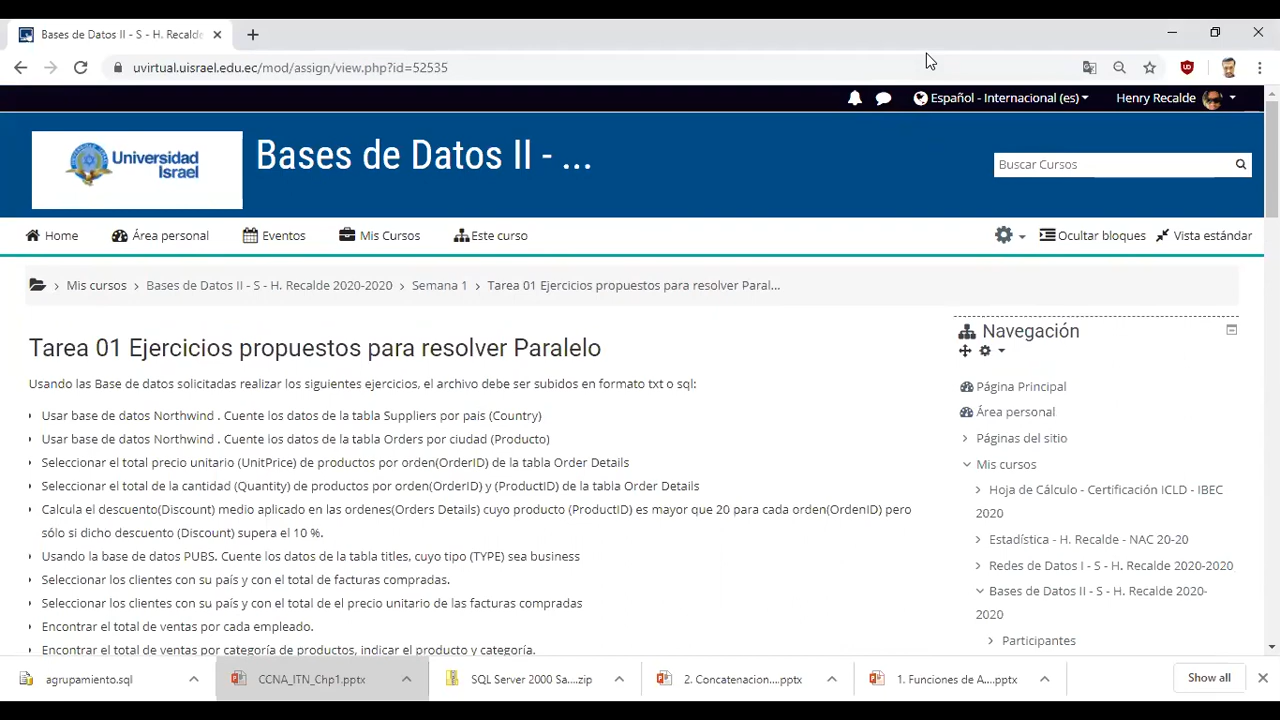 Bases de Datos II - S - H. Recalde
uvirtual.uisrael.edu.ec/mod/assign/view.php?id=52535
Español - Internacional (es)
Henry Recalde
Universidad
Israel
Bases de Datos II - ...
Buscar Cursos
Home
Área personal
Eventos
Mis Cursos
Este curso
Ocultar bloques
Vista estándar
Mis cursos › Bases de Datos II - S - H. Recalde 2020-2020 › Semana 1 › Tarea 01 Ejercicios propuestos para resolver Paral...
Tarea 01 Ejercicios propuestos para resolver Paralelo
Usando las Base de datos solicitadas realizar los siguientes ejercicios, el archivo debe ser subidos en formato txt o sql:
Usar base de datos Northwind . Cuente los datos de la tabla Suppliers por pais (Country)
Usar base de datos Northwind . Cuente los datos de la tabla Orders por ciudad (Producto)
Seleccionar el total precio unitario (UnitPrice) de productos por orden(OrderID) de la tabla Order Details
Seleccionar el total de la cantidad (Quantity) de productos por orden(OrderID) y (ProductID) de la tabla Order Details
Calcula el descuento(Discount) medio aplicado en las ordenes(Orders Details) cuyo producto (ProductID) es mayor que 20 para cada orden(OrdenID) pero
sólo si dicho descuento (Discount) supera el 10 %.
Usando la base de datos PUBS. Cuente los datos de la tabla titles, cuyo tipo (TYPE) sea business
Seleccionar los clientes con su país y con el total de facturas compradas.
Seleccionar los clientes con su país y con el total de el precio unitario de las facturas compradas
Encontrar el total de ventas por cada empleado.
Encontrar el total de ventas por categoría de productos, indicar el producto y categoría.
Navegación
Página Principal
Área personal
Páginas del sitio
Mis cursos
Hoja de Cálculo - Certificación ICLD - IBEC
2020
Estadística - H. Recalde - NAC 20-20
Redes de Datos I - S - H. Recalde 2020-2020
Bases de Datos II - S - H. Recalde 2020-
2020
Participantes
agrupamiento.sql
CCNA_ITN_Chp1.pptx
SQL Server 2000 Sa....zip
2. Concatenacion....pptx
1. Funciones de A....pptx
Show all